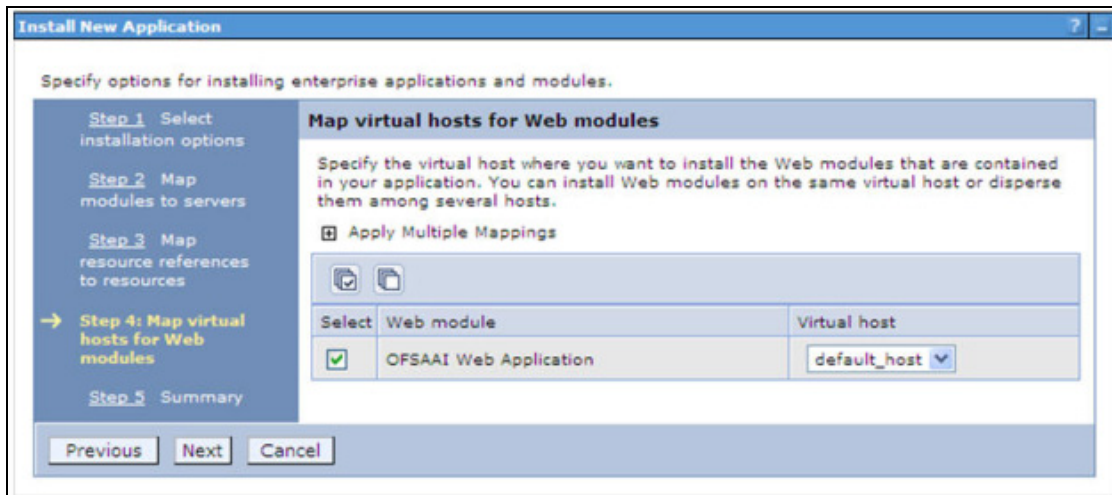 Install New Application
?
Specify options for installing enterprise applications and modules.
Step 1 Select
installation options
Step 2 Map
modules to servers
Step 3 Map
resource references
to resources
Step 4: Map virtual
hosts for Web
modules
Step 5 Summary
Map virtual hosts for Web modules
Specify the virtual host where you want to install the Web modules that are contained
in your application. You can install Web modules on the same virtual host or disperse
them among several hosts.
Apply Multiple Mappings
Select Web module Virtual host
OFSAAI Web Application default_host
Previous Next Cancel